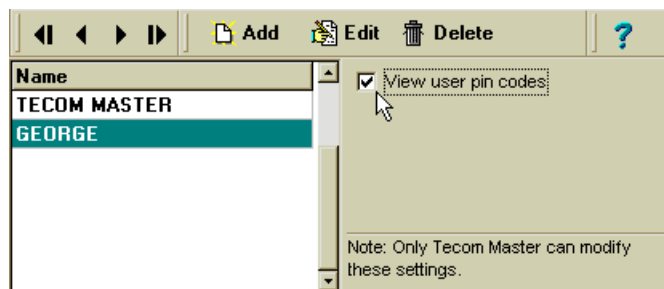 Add Edit Delete ?
Name
TECOM MASTER
GEORGE
View user pin codes
Note: Only Tecom Master can modify
these settings.